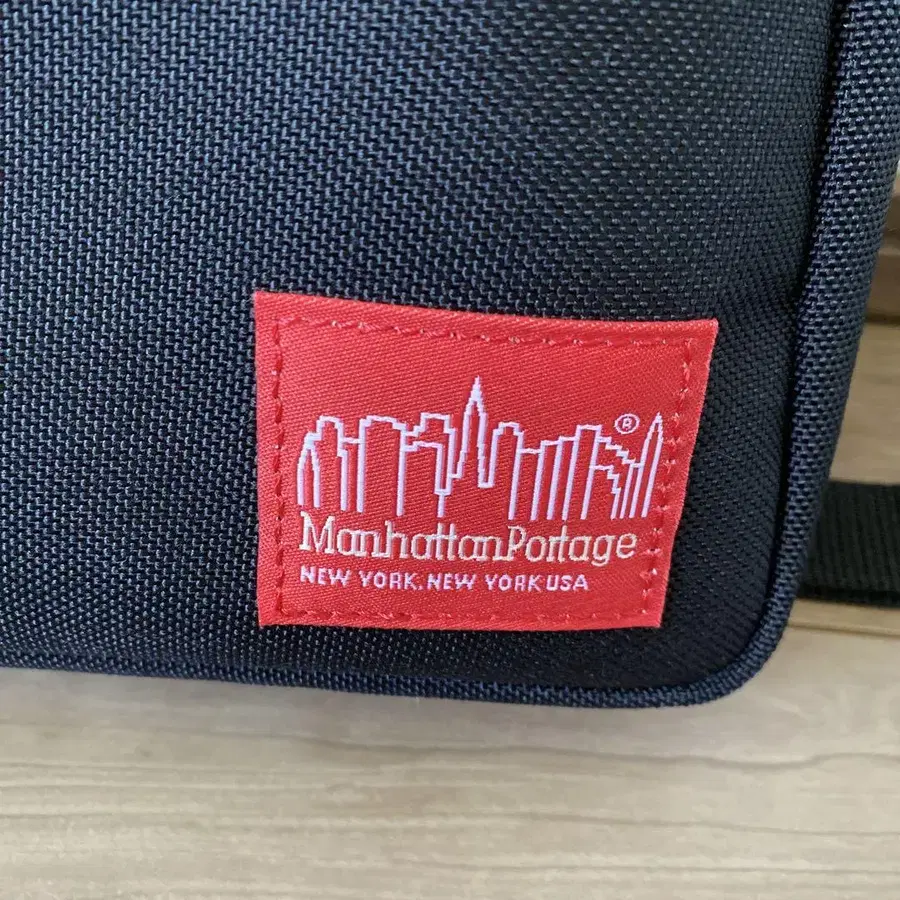 ®
ManhattanPortage
NEW YORK, NEW YORK USA